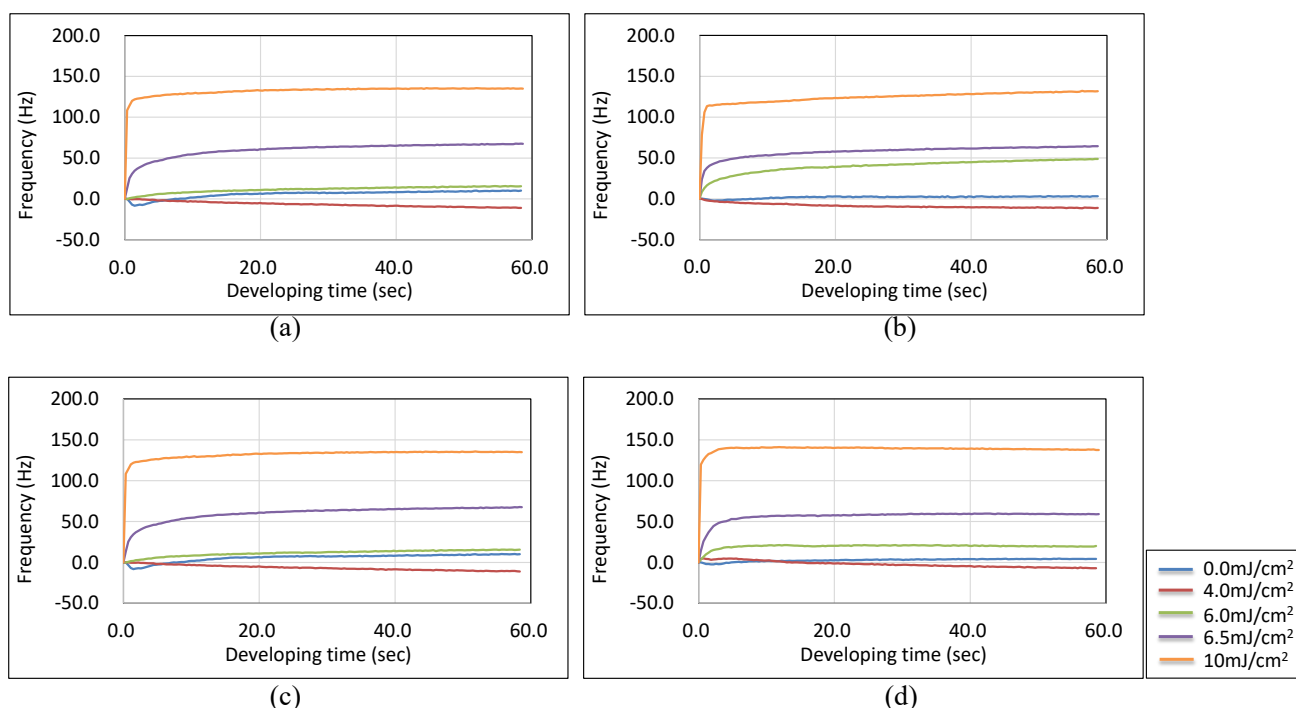 200.0
150.0
100.0
50.0
0.0
-50.0
Frequency (Hz)
0.0 20.0 40.0 60.0
Developing time (sec)
(a)
200.0
150.0
100.0
50.0
0.0
-50.0
Frequency (Hz)
0.0 20.0 40.0 60.0
Developing time (sec)
(b)
200.0
150.0
100.0
50.0
0.0
-50.0
Frequency (Hz)
0.0 20.0 40.0 60.0
Developing time (sec)
(c)
200.0
150.0
100.0
50.0
0.0
-50.0
Frequency (Hz)
0.0 20.0 40.0 60.0
Developing time (sec)
(d)
0.0mJ/cm²
4.0mJ/cm²
6.0mJ/cm²
6.5mJ/cm²
10mJ/cm²